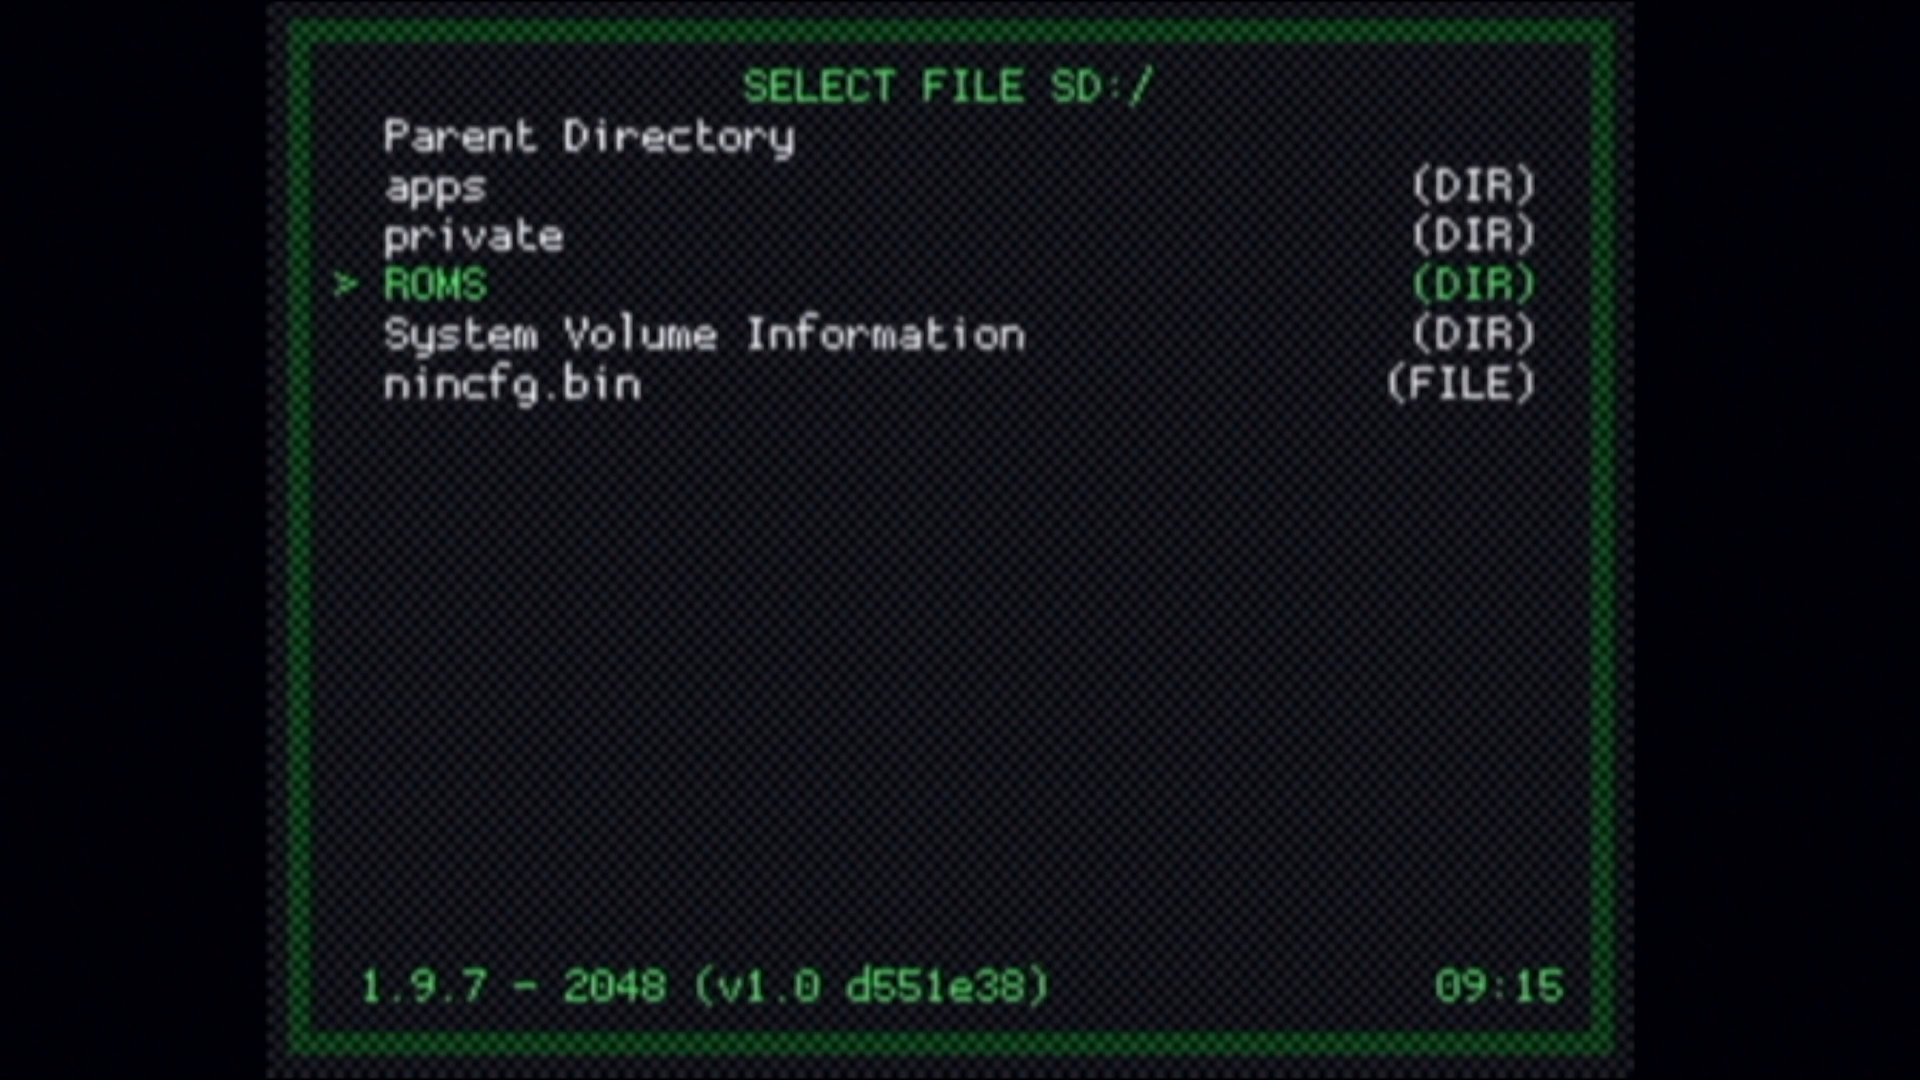 SELECT FILE SD:/
Parent Directory
apps (DIR)
private (DIR)
> ROMS (DIR)
System Volume Information (DIR)
nincfg.bin (FILE)
1.9.7 - 2048 (v1.0 d551e38) 09:15